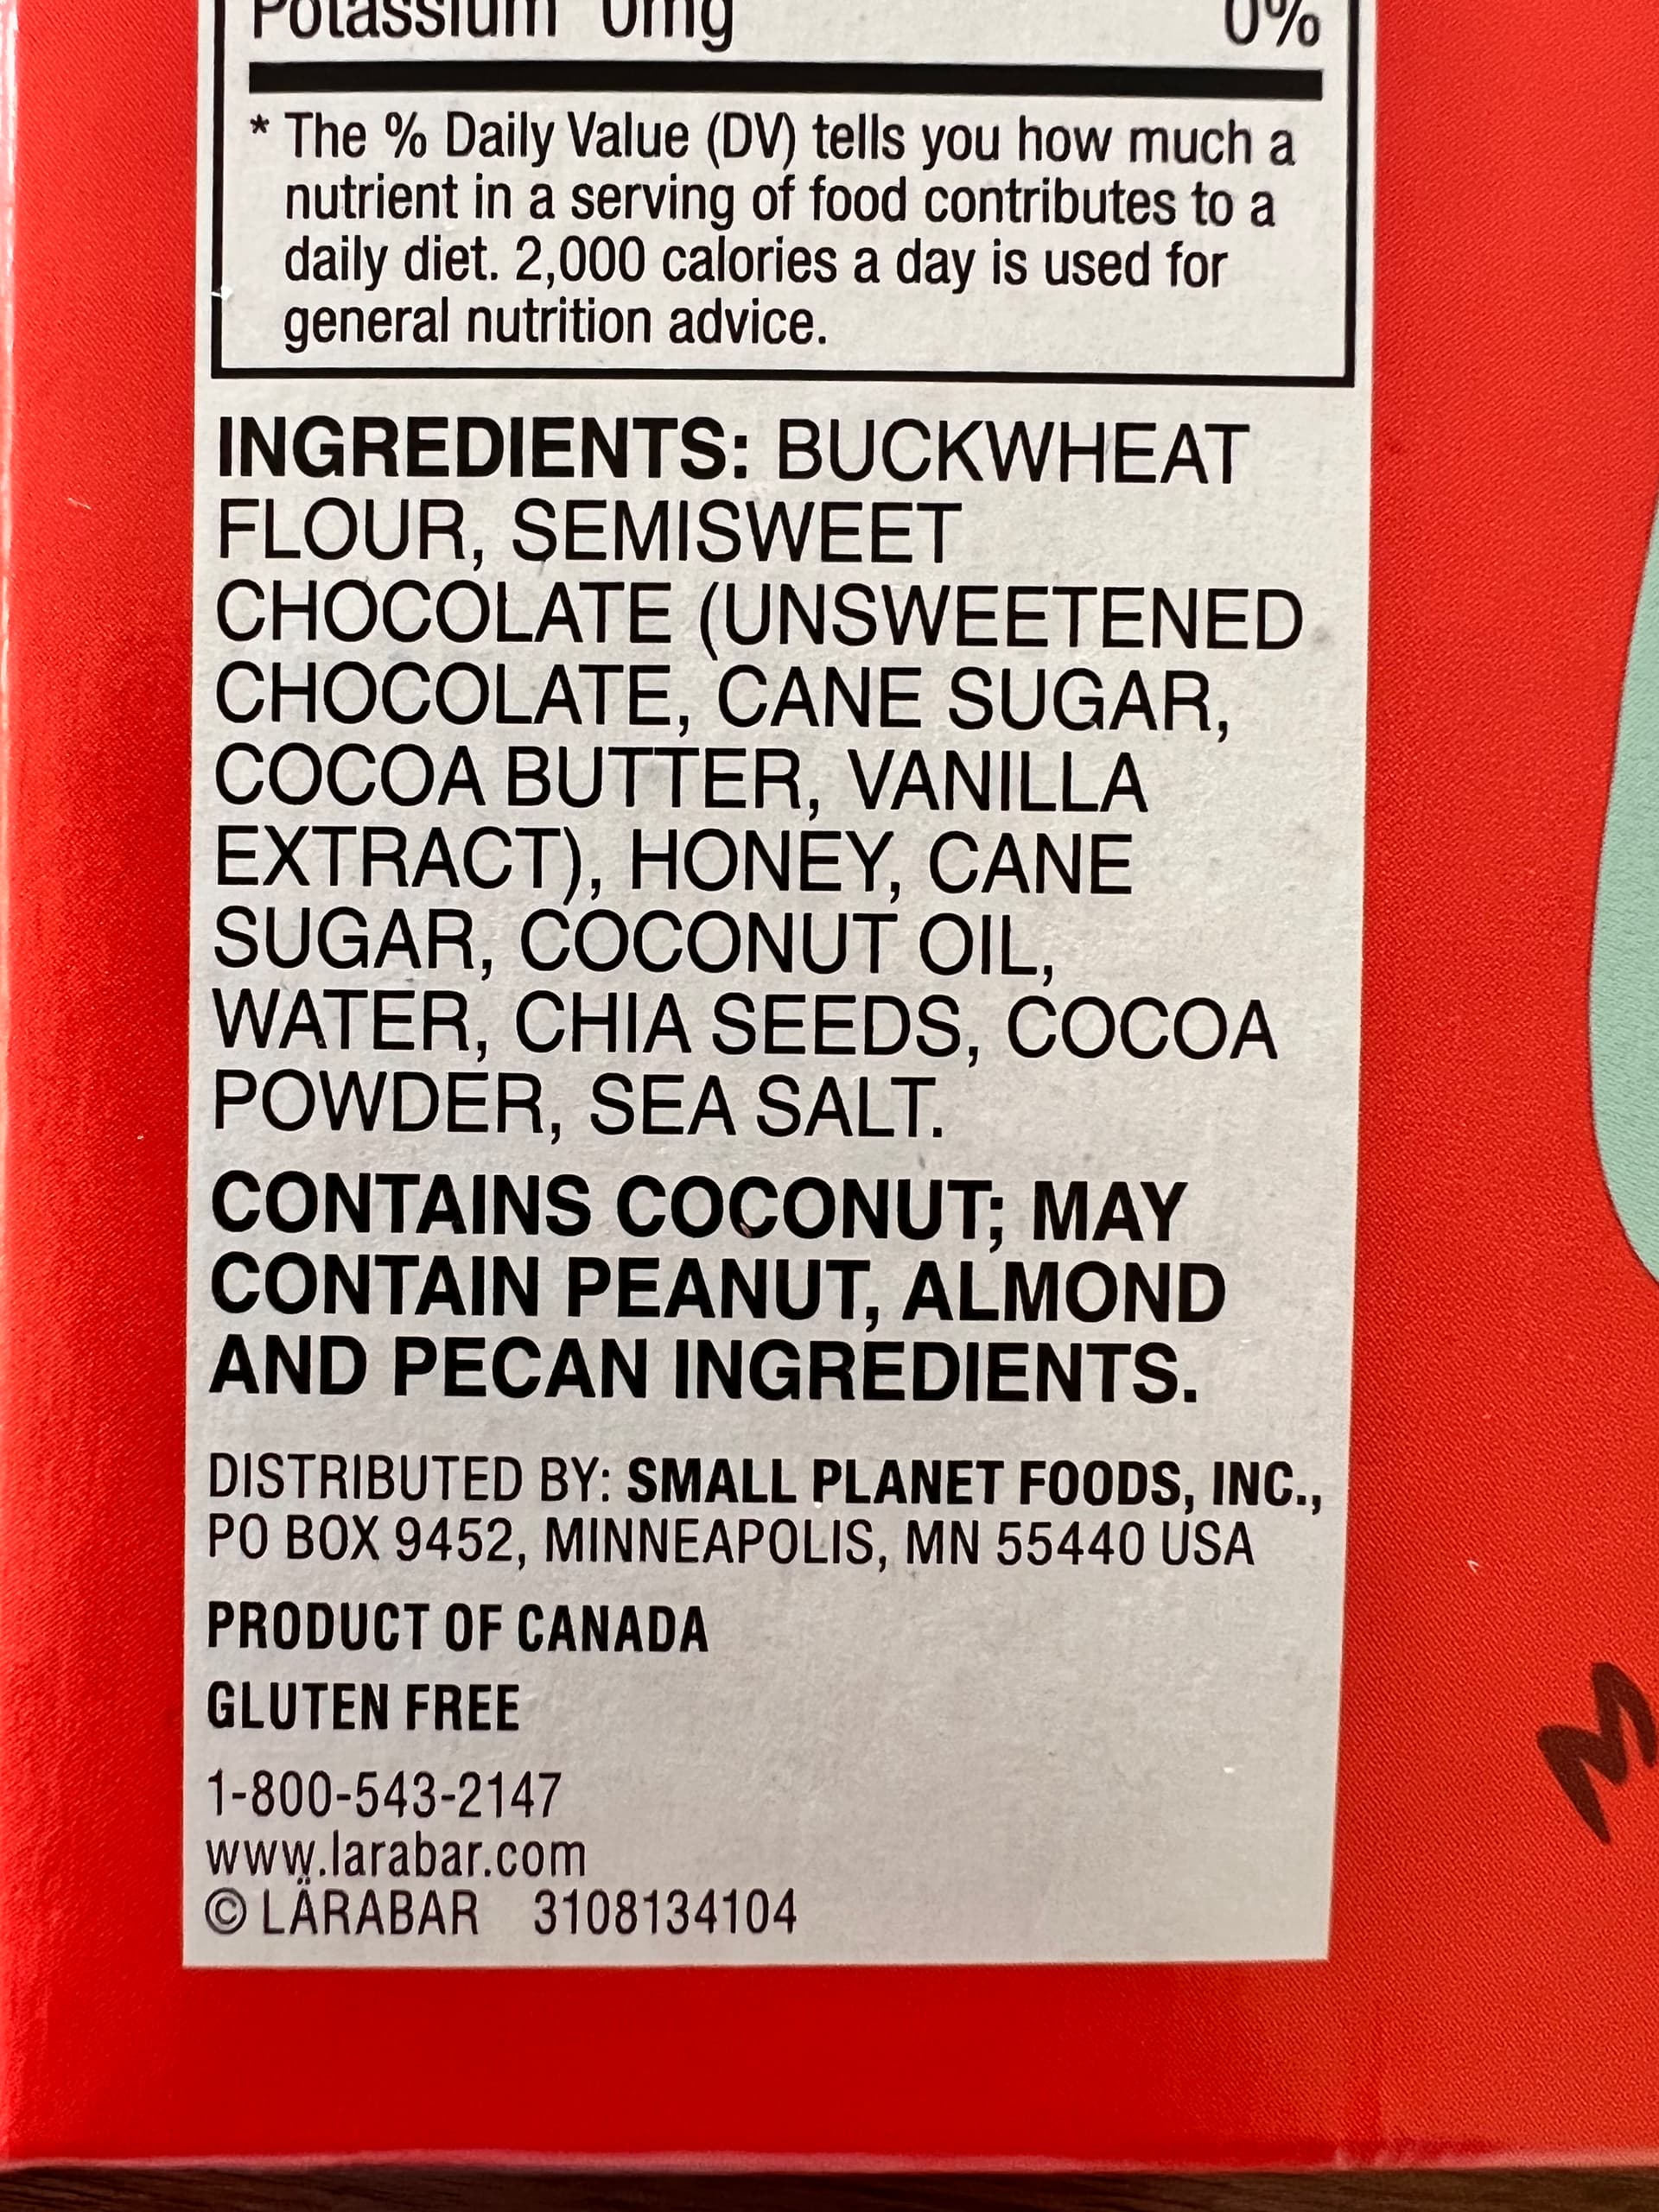 Potassium 0mg 0%
* The % Daily Value (DV) tells you how much a
nutrient in a serving of food contributes to a
daily diet. 2,000 calories a day is used for
general nutrition advice.
INGREDIENTS: BUCKWHEAT
FLOUR, SEMISWEET
CHOCOLATE (UNSWEETENED
CHOCOLATE, CANE SUGAR,
COCOA BUTTER, VANILLA
EXTRACT), HONEY, CANE
SUGAR, COCONUT OIL,
WATER, CHIA SEEDS, COCOA
POWDER, SEA SALT.
CONTAINS COCONUT; MAY
CONTAIN PEANUT, ALMOND
AND PECAN INGREDIENTS.
DISTRIBUTED BY: SMALL PLANET FOODS, INC.,
PO BOX 9452, MINNEAPOLIS, MN 55440 USA
PRODUCT OF CANADA
GLUTEN FREE
1-800-543-2147
www.larabar.com
© LÄRABAR 3108134104
M